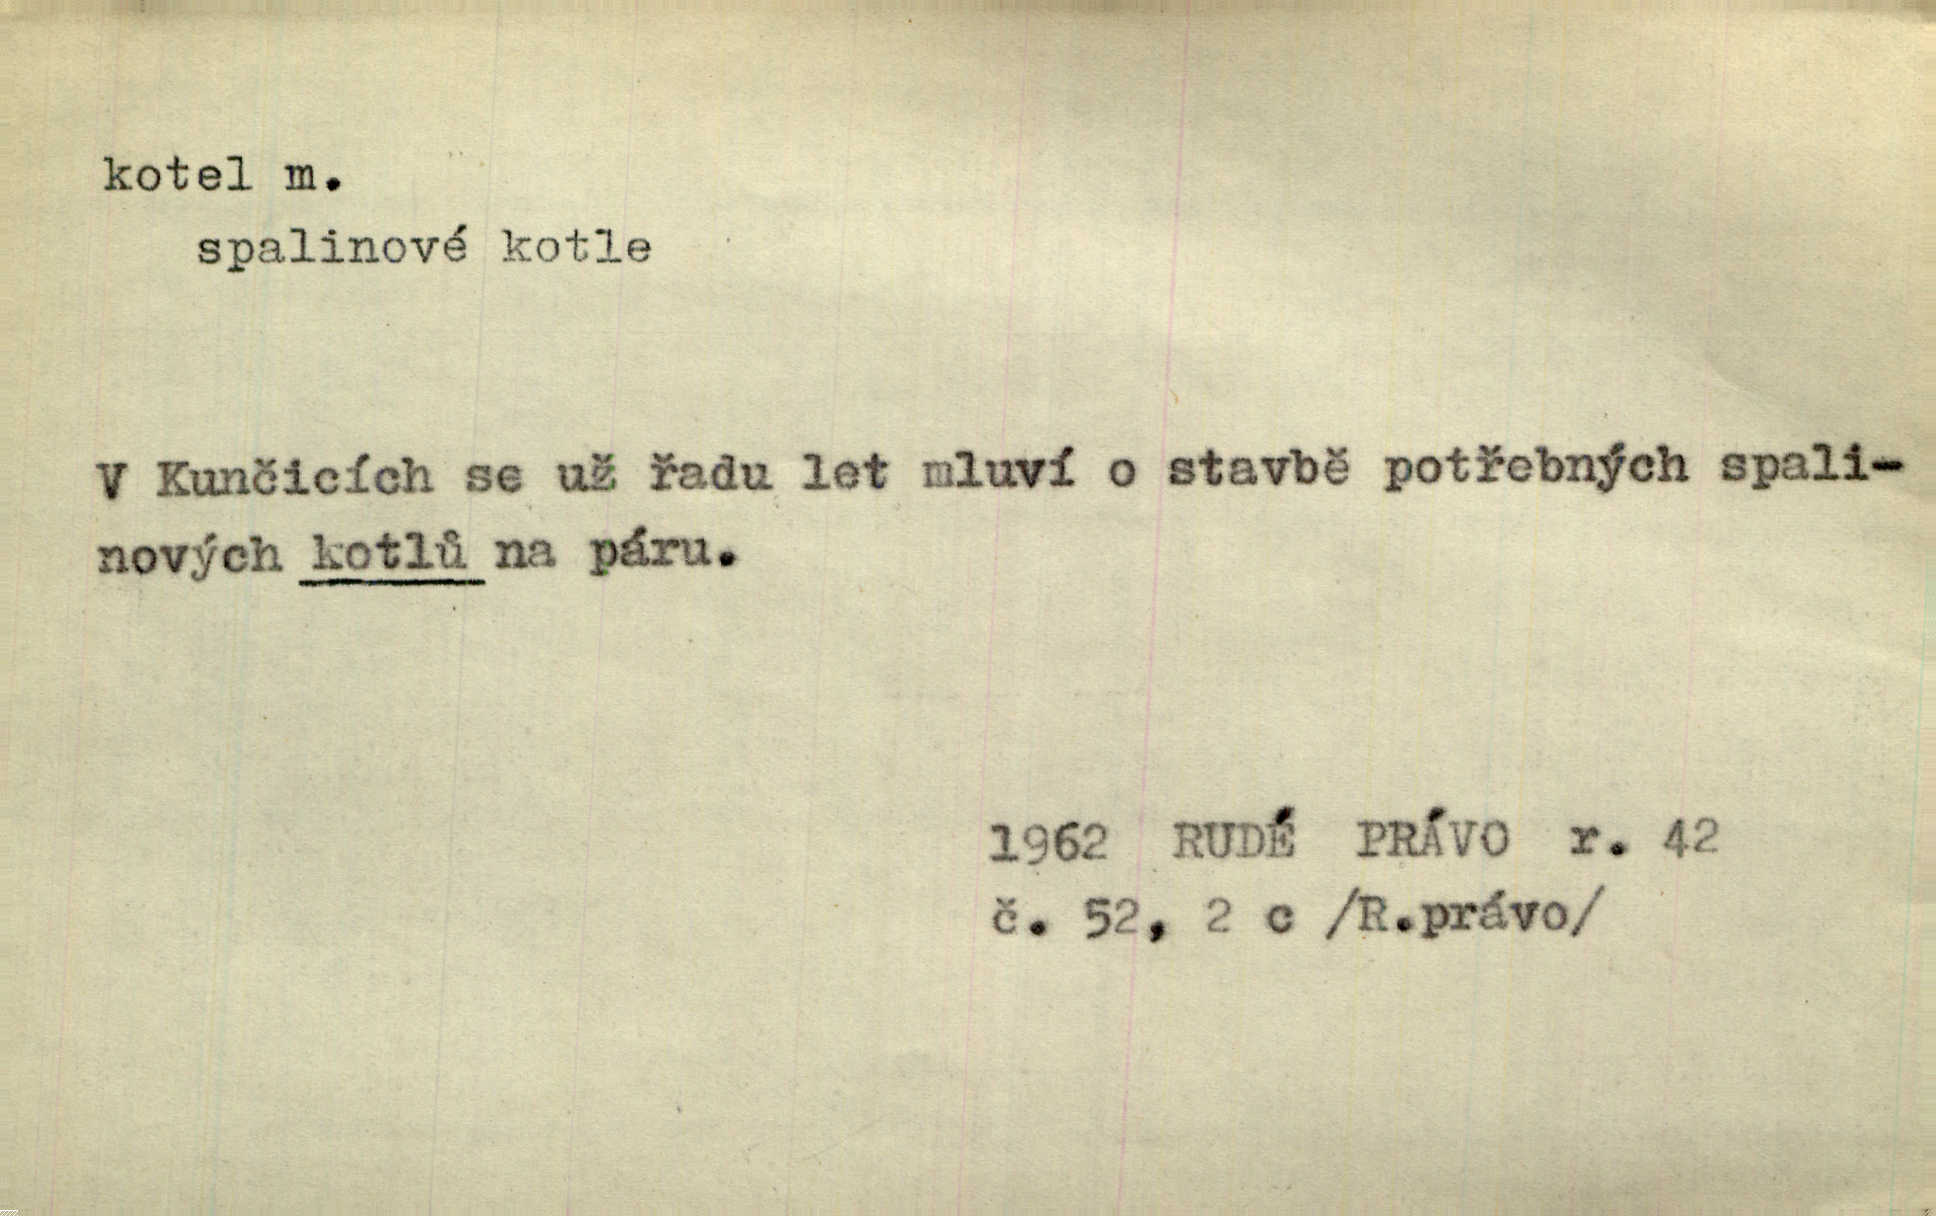 kotel m.
spalinové kotle
V Kunčicích se už řadu let mluví o stavbě potřebných spali-
nových kotlů na páru.
1962 RUDÉ PRÁVO r. 42
č. 52, 2 c /R.právo/